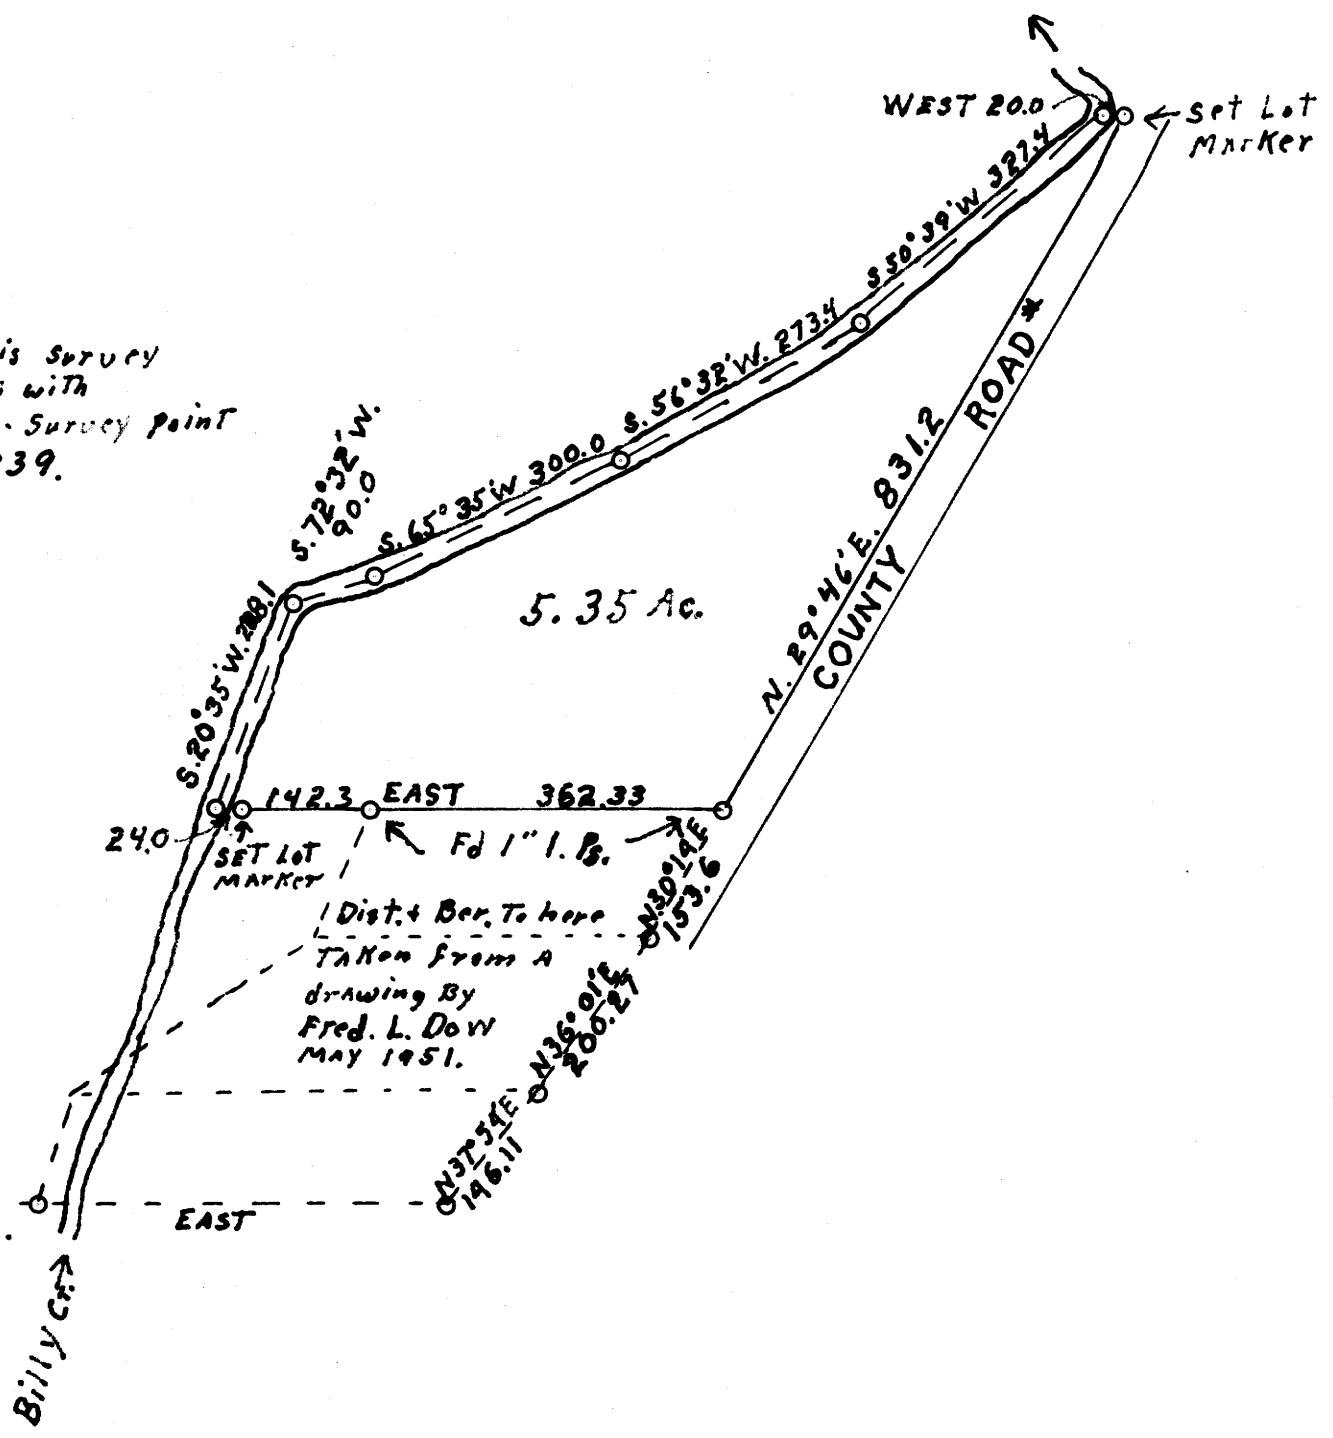 WEST 20.0
Set Lot
Marker
S 50° 39' W 327.4
S. 56° 32' W. 273.4
is survey
s with
- Survey point
39.
S. 72° 32' W.
90.0
S. 65° 35' W 300.0
N. 29° 46' E. 831.2
COUNTY ROAD *
5.35 Ac.
S. 20° 35' W.
142.3 EAST 362.33
24.0
SET LOT
MARKER
Fd 1" I. Ps.
N30° 14' E
153.6
Dist. & Ber. To here
TAKen from A
drawing By
Fred. L. Dow
MAY 1951.
N36° 01' E
200.27
N37° 54' E
146.11
EAST
Billy Cr.